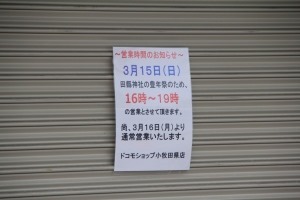 ～営業時間のお知らせ～
3月15日(日)
田縣神社の豊年祭のため、
16時～19時
の営業とさせて頂きます。
尚、3月16日(月)より
通常営業いたします。
ドコモショップ小牧田県店